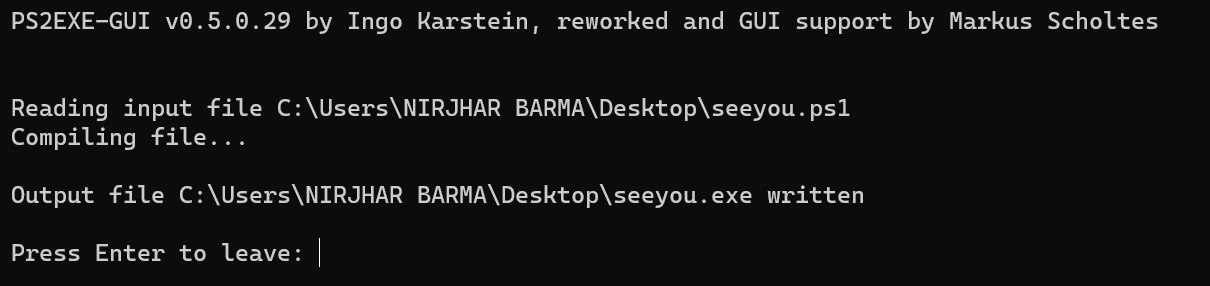 PS2EXE-GUI v0.5.0.29 by Ingo Karstein, reworked and GUI support by Markus Scholtes
Reading input file C:\Users\NIRJHAR BARMA\Desktop\seeyou.ps1
Compiling file...
Output file C:\Users\NIRJHAR BARMA\Desktop\seeyou.exe written
Press Enter to leave: